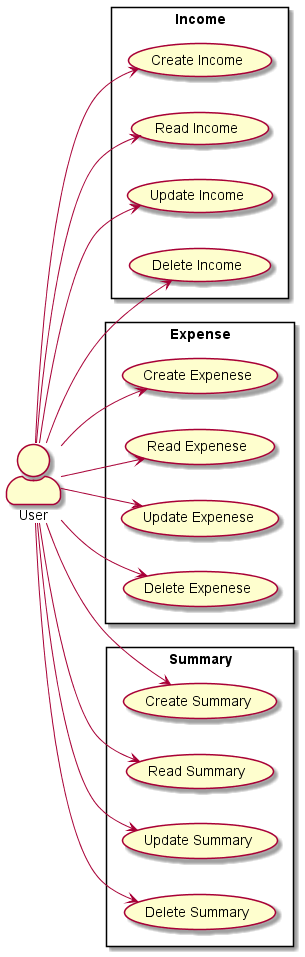 Income
Create Income
Read Income
Update Income
Delete Income
Expense
Create Expenese
Read Expenese
Update Expenese
Delete Expenese
User
Summary
Create Summary
Read Summary
Update Summary
Delete Summary